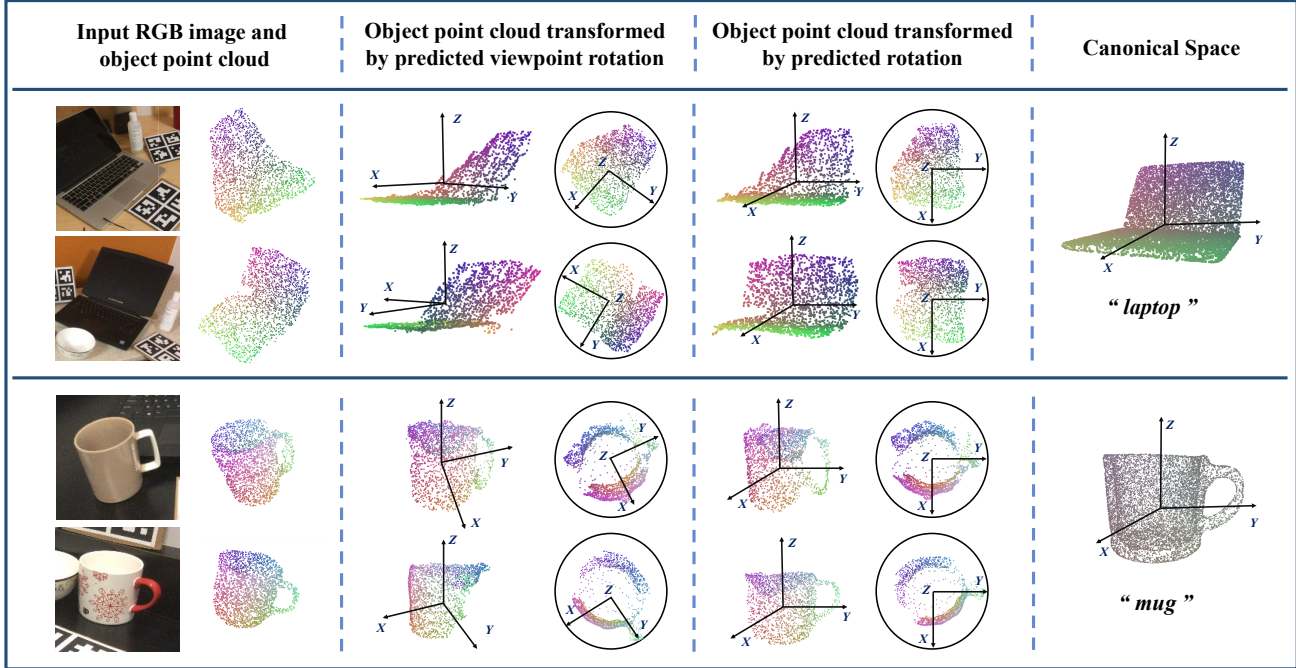 Input RGB image and
object point cloud
Object point cloud transformed
by predicted viewpoint rotation
Object point cloud transformed
by predicted rotation
Canonical Space
Z
X
Y
Z
X
Y
Z
X
Y
Z
Y
X
Z
Y
X
Z
X
Y
X
Z
Y
Z
Y
X
Z
Y
X
“ laptop ”
Z
Y
X
Y
Z
X
Z
Y
X
Y
Z
X
Z
Y
X
Z
X
Y
Z
X
Y
Z
Y
X
Y
Z
X
“ mug ”